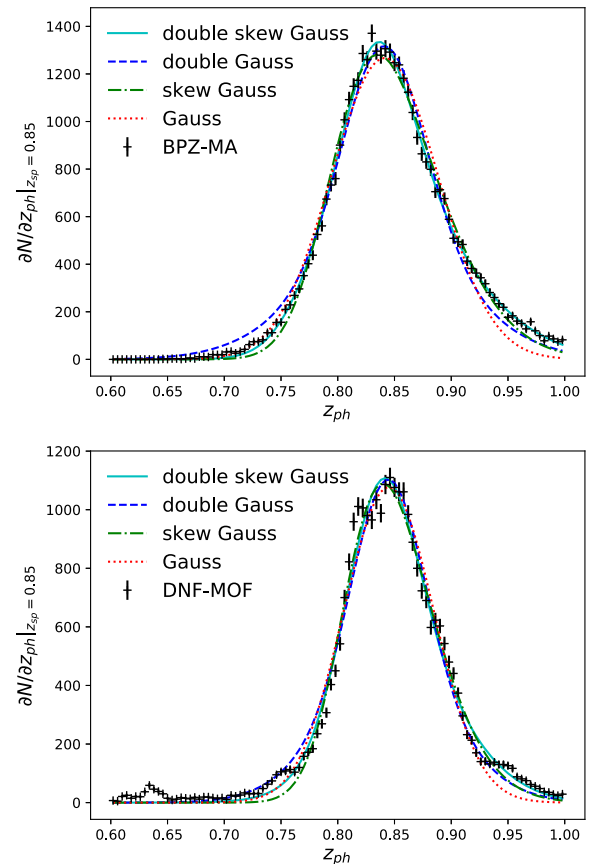 1400
1200
1000
800
600
400
200
0
∂N/∂z_ph|z_sp = 0.85
double skew Gauss
double Gauss
skew Gauss
Gauss
BPZ-MA
0.60 0.65 0.70 0.75 0.80 0.85 0.90 0.95 1.00
z_ph
1200
1000
800
600
400
200
0
∂N/∂z_ph|z_sp = 0.85
double skew Gauss
double Gauss
skew Gauss
Gauss
DNF-MOF
0.60 0.65 0.70 0.75 0.80 0.85 0.90 0.95 1.00
z_ph